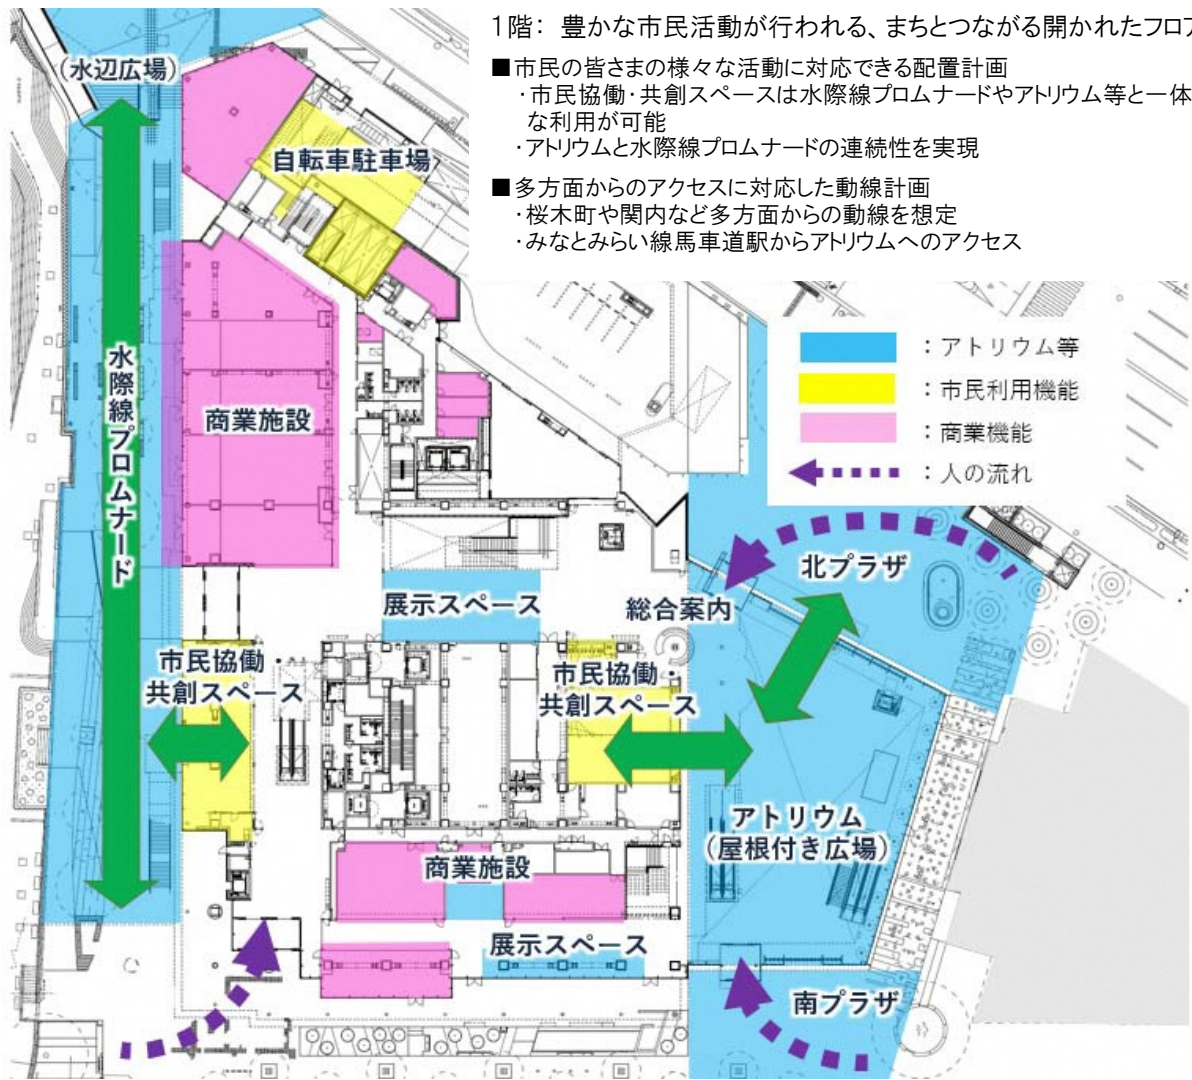 1階： 豊かな市民活動が行われる、まちとつながる開かれたフロア
■市民の皆さまの様々な活動に対応できる配置計画
・市民協働・共創スペースは水際線プロムナードやアトリウム等と一体
な利用が可能
・アトリウムと水際線プロムナードの連続性を実現
■多方面からのアクセスに対応した動線計画
・桜木町や関内など多方面からの動線を想定
・みなとみらい線馬車道駅からアトリウムへのアクセス
：アトリウム等
：市民利用機能
：商業機能
：人の流れ
（水辺広場）
自転車駐車場
水際線プロムナード
商業施設
北プラザ
展示スペース
総合案内
市民協働・
共創スペース
市民協働・
共創スペース
アトリウム
（屋根付き広場）
商業施設
展示スペース
南プラザ